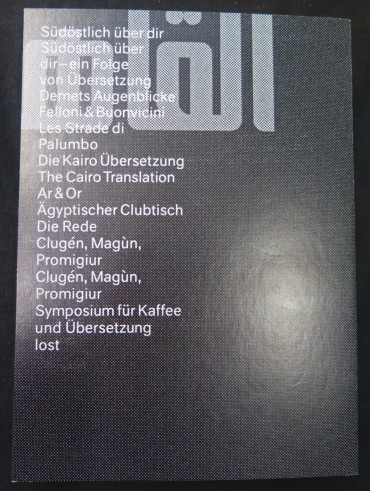 القا
Südöstlich über dir
Südöstlich über
dir – ein Folge
von Übersetzung
Demets Augenblicke
Felloni & Buonvicini
Les Strade di
Palumbo
Die Kairo Übersetzung
The Cairo Translation
Ar & Or
Ägyptischer Clubtisch
Die Rede
Clugén, Magùn,
Promigiur
Clugén, Magùn,
Promigiur
Symposium für Kaffee
und Übersetzung
lost